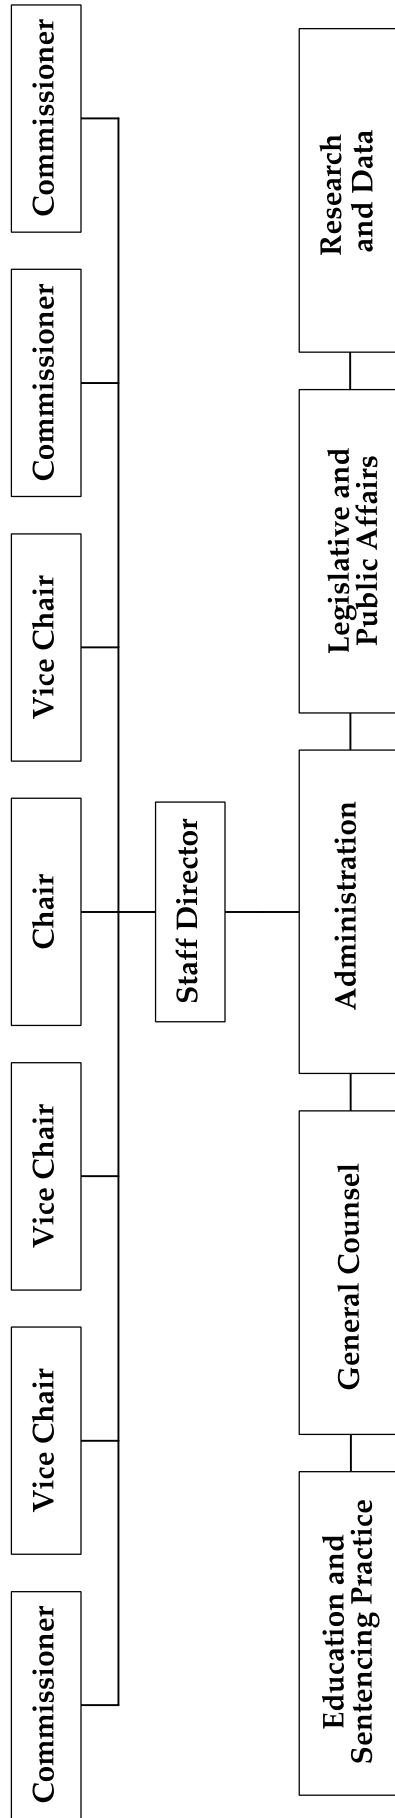 Commissioner
Vice Chair
Vice Chair
Chair
Vice Chair
Commissioner
Commissioner
Staff Director
Education and
Sentencing Practice
General Counsel
Administration
Legislative and
Public Affairs
Research
and Data